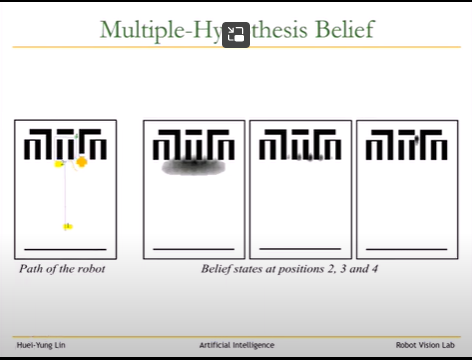 Multiple-Hy thesis Belief
Path of the robot
Belief states at positions 2, 3 and 4
Huei-Yung Lin
Artificial Intelligence
Robot Vision Lab